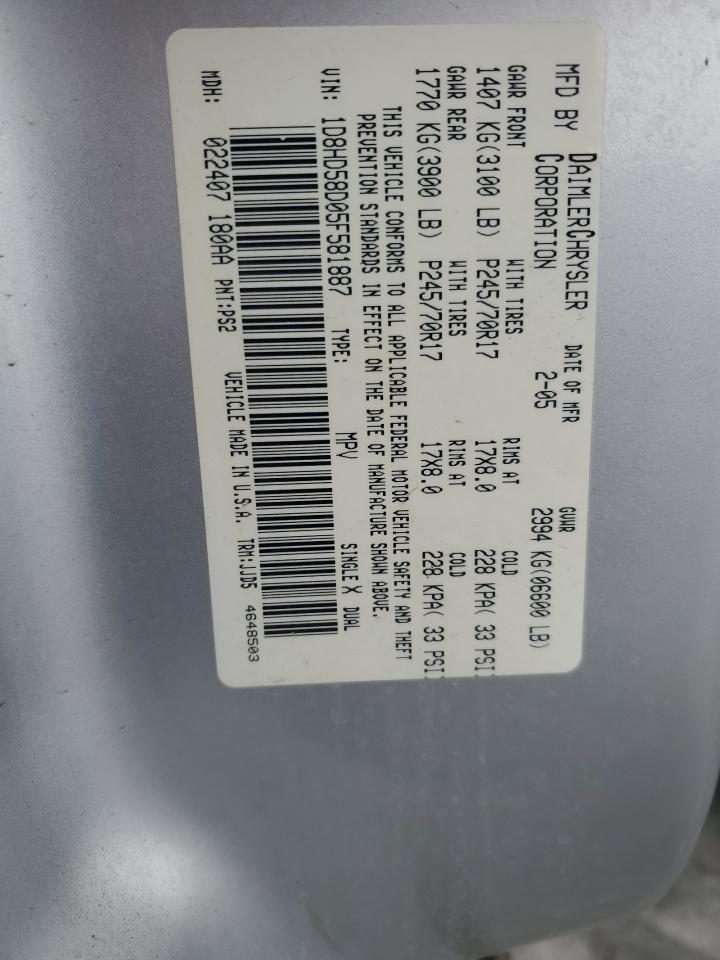 MFD BY DAIMLERCHRYSLER CORPORATION DATE OF MFR 2-05 GVWR 2994 KG(06600 LB)
GAWR FRONT WITH TIRES RIMS AT COLD
1407 KG(3100 LB) P245/70R17 17X8.0 228 KPA( 33 PSI)
GAWR REAR WITH TIRES RIMS AT COLD
1770 KG(3900 LB) P245/70R17 17X8.0 228 KPA( 33 PSI)
THIS VEHICLE CONFORMS TO ALL APPLICABLE FEDERAL MOTOR VEHICLE SAFETY AND THEFT
PREVENTION STANDARDS IN EFFECT ON THE DATE OF MANUFACTURE SHOWN ABOVE.
VIN: 1D8HD58D05F581887 TYPE: MPV SINGLE X DUAL
MDH: 022407 180AA PNT:PS2 VEHICLE MADE IN U.S.A. TRM:JJD5 4648503